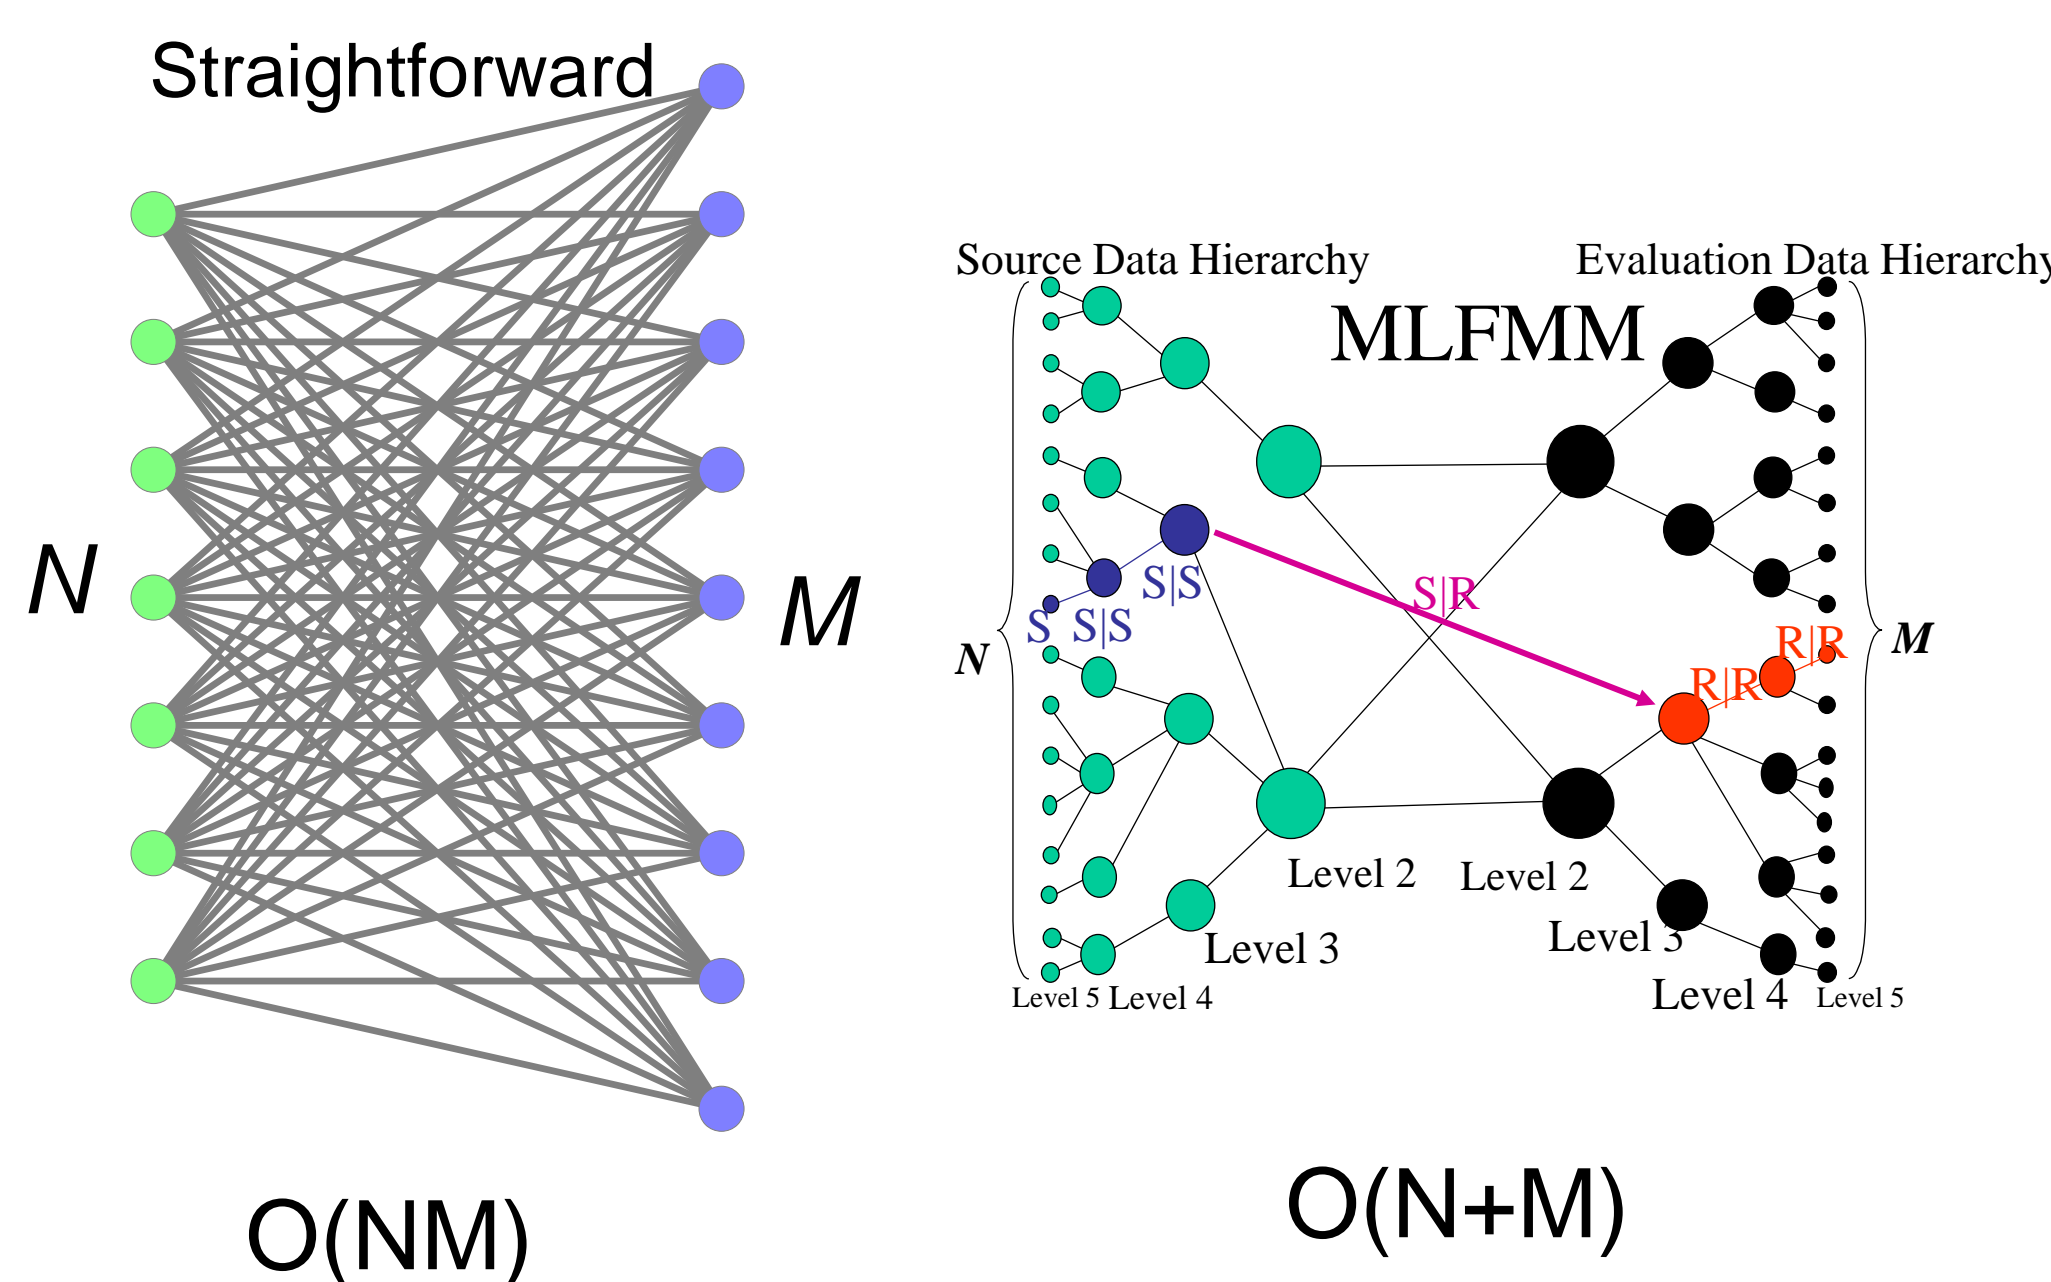 Straightforward
N
M
O(NM)
Source Data Hierarchy
Evaluation Data Hierarchy
MLFMM
S|S
S|R
S
S|S
R|R
R|R
N
M
Level 2
Level 2
Level 3
Level 3
Level 5
Level 4
Level 4
Level 5
O(N+M)